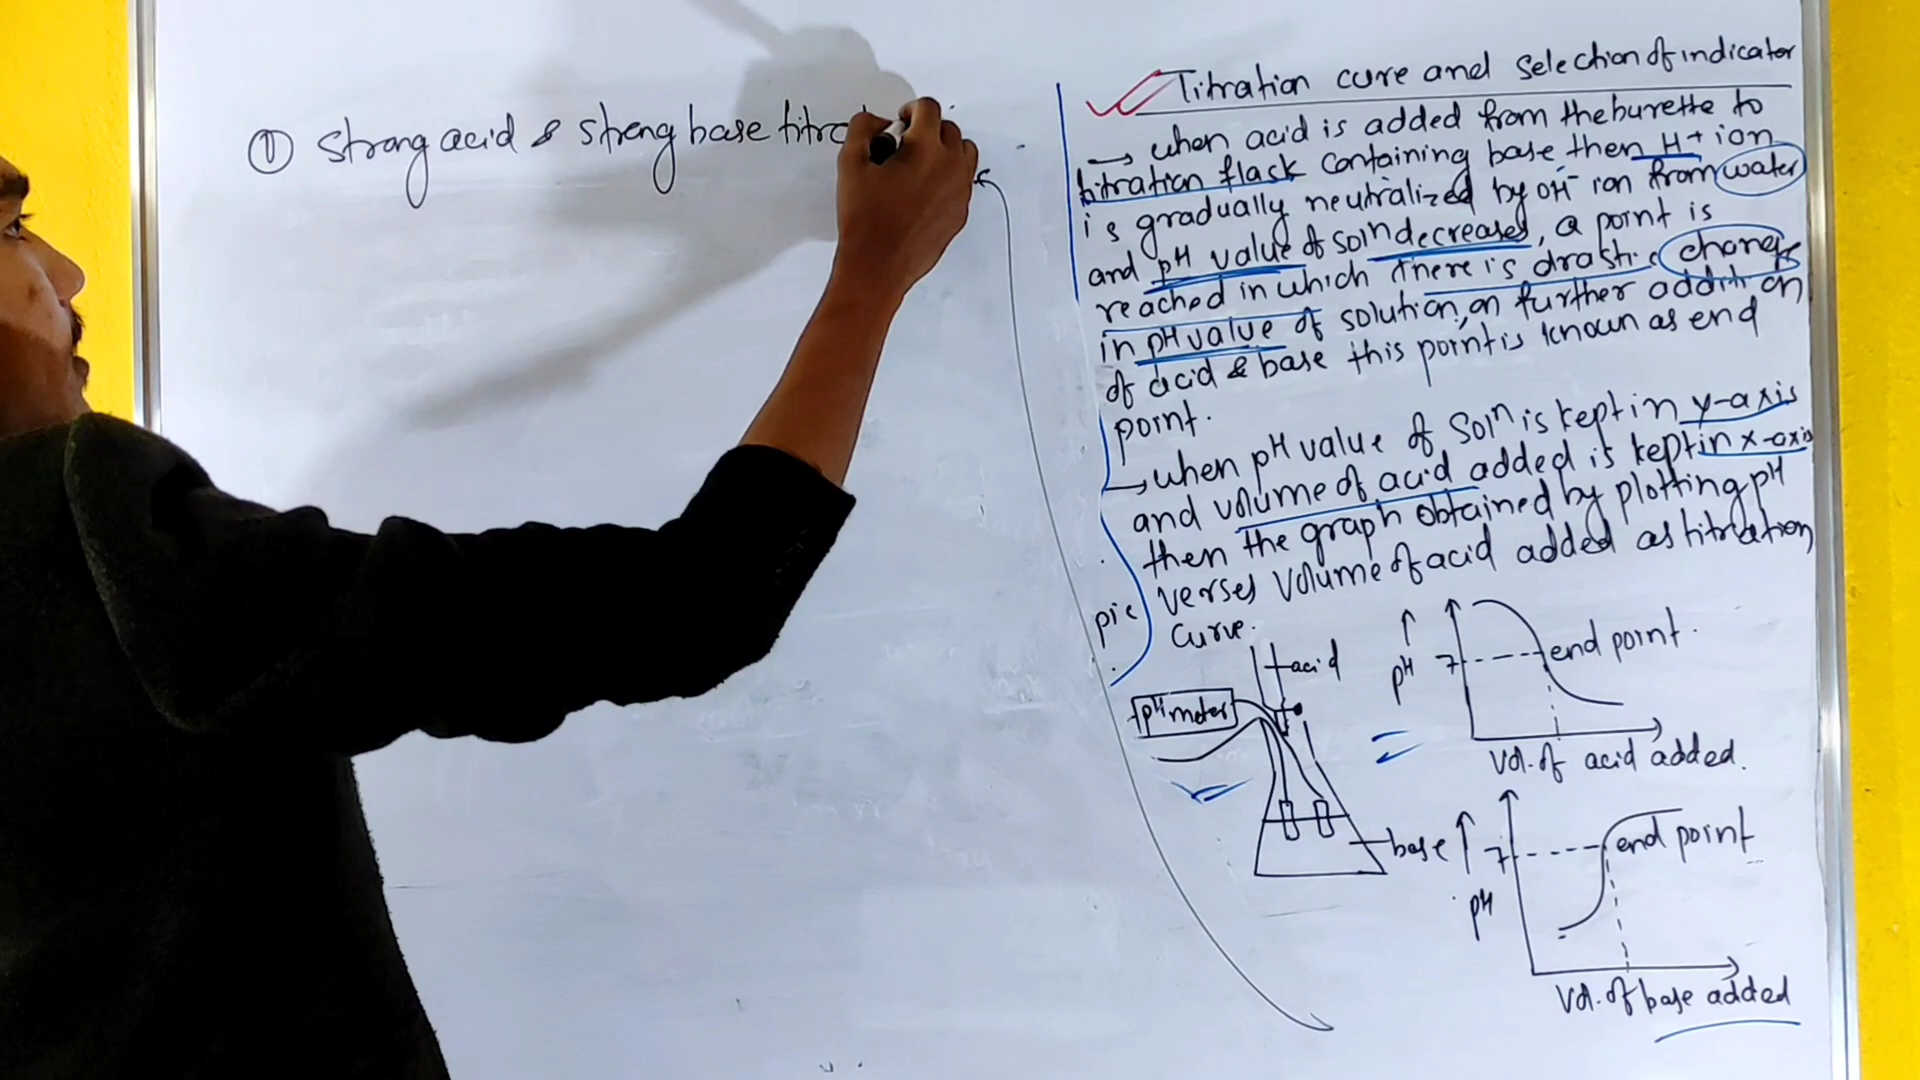 ① Strong acid & streng base titra
Titration cure and selection of indicator
→ when acid is added from the burette to
titration flask containing base then H+ ion
is gradually neutralized by OH- ion from water
and pH value of soln decreases, a point is
reached in which there is drastic change
in pH value of solution, on further addition
of acid & base this point is known as end
point.
→ when pH value of soln is kept in y-axis
and volume of acid added is kept in x-axis
then the graph obtained by plotting pH
verses volume of acid added as titration
curve.
pic
acid
pH meter
base
↑
pH
7
end point.
Vol. of acid added.
↑
pH
7
end point
Vol. of base added